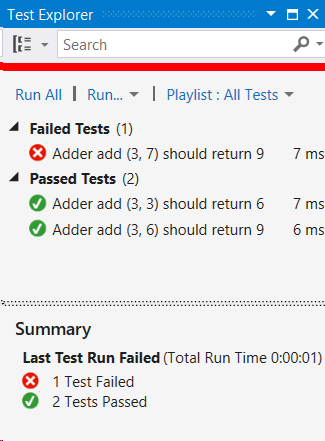 Test Explorer
Search
Run All | Run... | Playlist : All Tests
Failed Tests (1)
Adder add (3, 7) should return 9 7 ms
Passed Tests (2)
Adder add (3, 3) should return 6 7 ms
Adder add (3, 6) should return 9 6 ms
Summary
Last Test Run Failed (Total Run Time 0:00:01)
1 Test Failed
2 Tests Passed